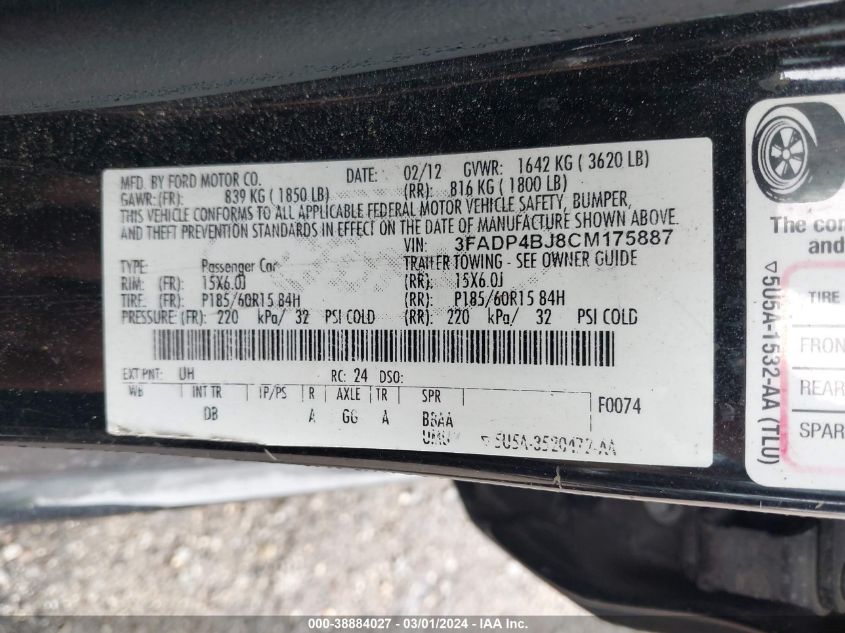 MFD. BY FORD MOTOR CO. DATE: 02/12 GVWR: 1642 KG ( 3620 LB)
GAWR:(FR): 839 KG ( 1850 LB) (RR): 816 KG ( 1800 LB)
THIS VEHICLE CONFORMS TO ALL APPLICABLE FEDERAL MOTOR VEHICLE SAFETY, BUMPER,
AND THEFT PREVENTION STANDARDS IN EFFECT ON THE DATE OF MANUFACTURE SHOWN ABOVE.
VIN: 3FADP4BJ8CM175887
TYPE: Passenger Car TRAILER TOWING - SEE OWNER GUIDE
RIM: (FR): 15X6.0J (RR): 15X6.0J
TIRE: (FR): P185/60R15 84H (RR): P185/60R15 84H
PRESSURE:(FR): 220 kPa/ 32 PSI COLD (RR): 220 kPa/ 32 PSI COLD
EXT PNT: UH RC: 24 DSO:
WB INT TR TP/PS R AXLE TR SPR F0074
DB A GG A BBAA
▽5U5A-3520472-AA
The con
and
▽5U5A-1532-AA (TLU)
TIRE
FRON
REAR
SPAR
000-38884027 - 03/01/2024 - IAA Inc.